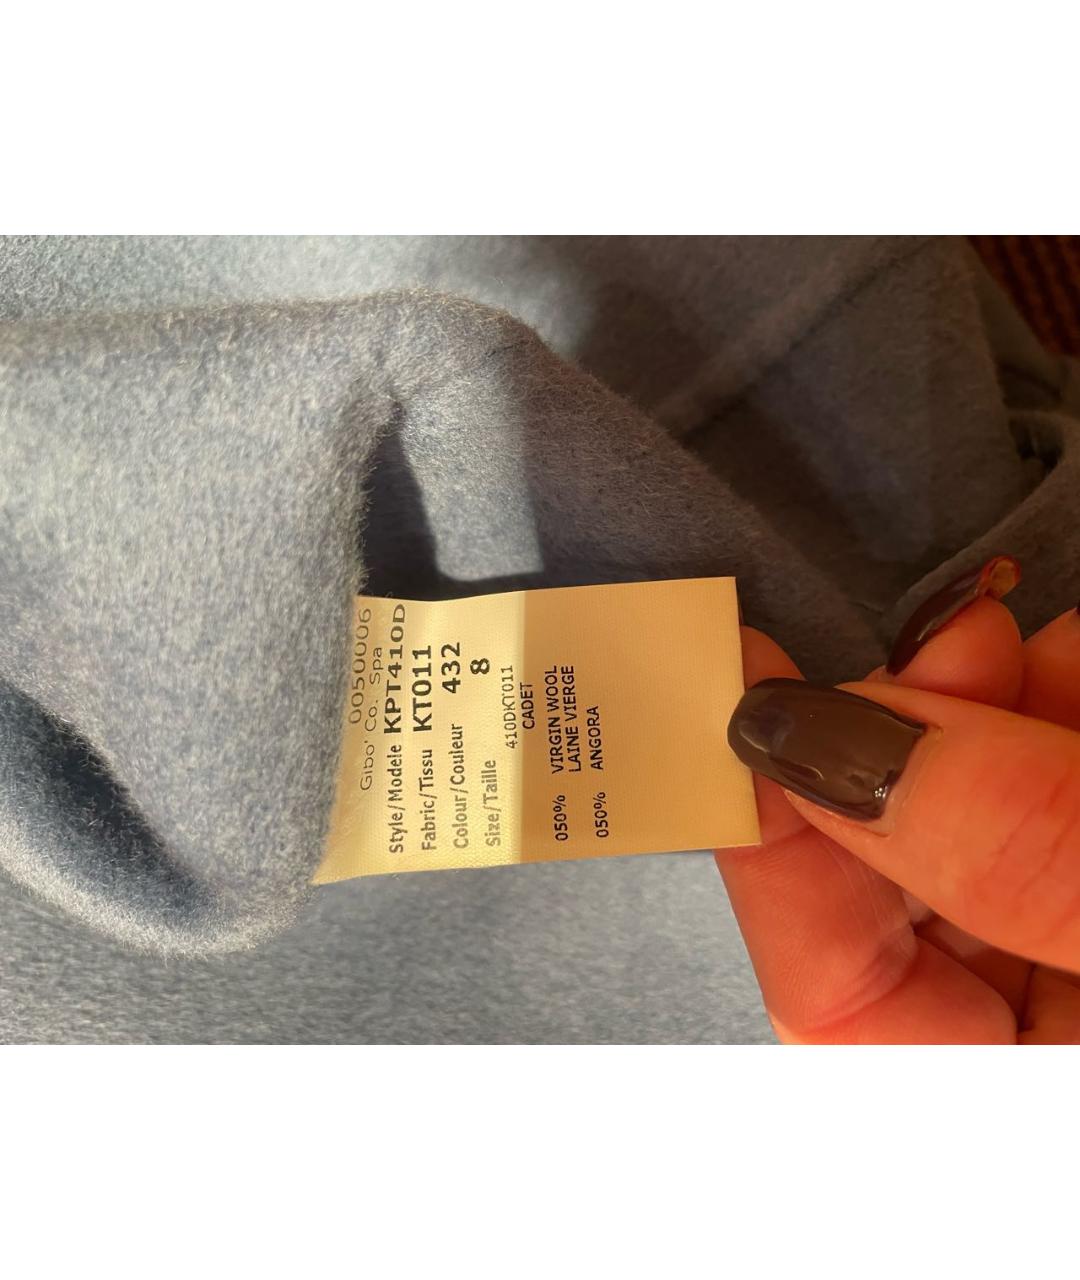 0050006
Gibo' Co. Spa
Style/Modele KPT410D
Fabric/Tissu KT011
Colour/Couleur 432
Size/Taille 8
410DKT011
CADET
050% VIRGIN WOOL
LAINE VIERGE
050% ANGORA